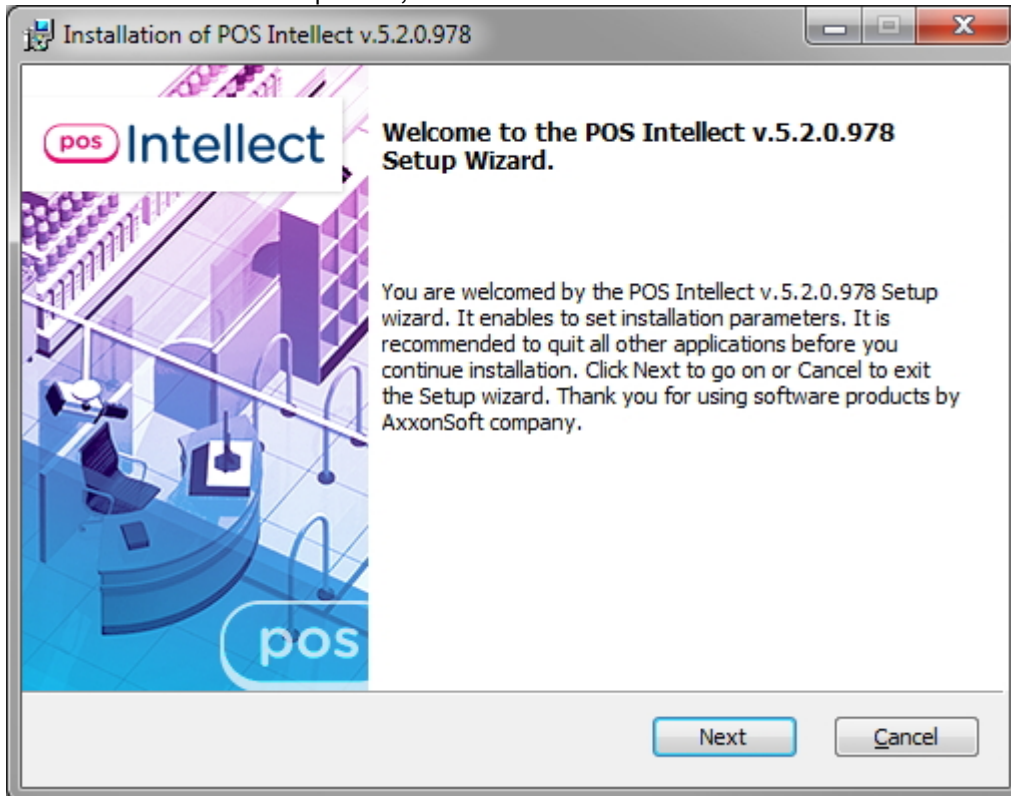 Installation of POS Intellect v.5.2.0.978
pos Intellect
Welcome to the POS Intellect v.5.2.0.978
Setup Wizard.
You are welcomed by the POS Intellect v.5.2.0.978 Setup
wizard. It enables to set installation parameters. It is
recommended to quit all other applications before you
continue installation. Click Next to go on or Cancel to exit
the Setup wizard. Thank you for using software products by
AxxonSoft company.
pos
Next
Cancel